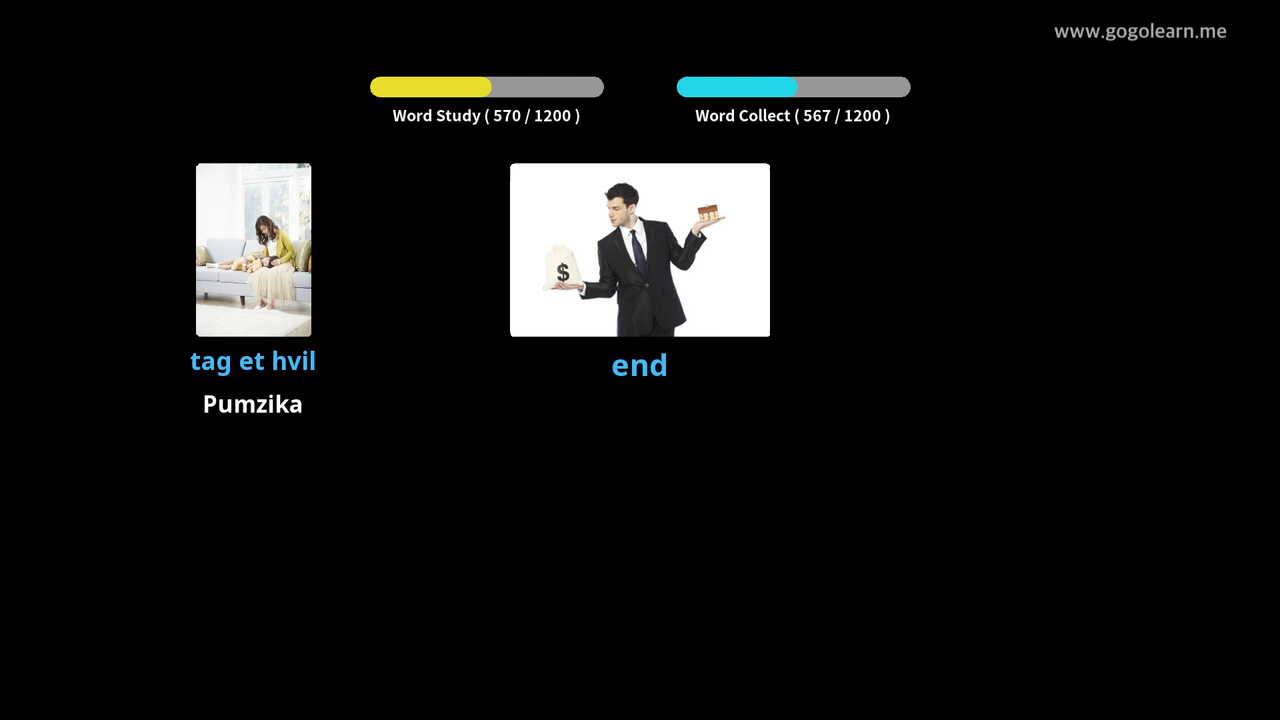 www.gogolearn.me
Word Study ( 570 / 1200 )
Word Collect ( 567 / 1200 )
$
tag et hvil
Pumzika
end